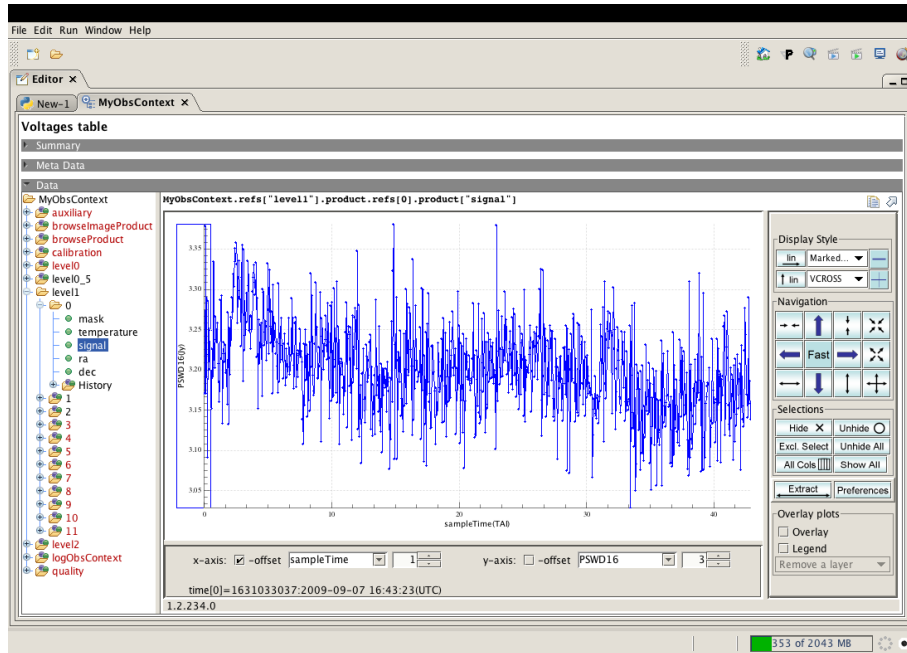 File Edit Run Window Help
P
Editor ×
New-1
MyObsContext ×
Voltages table
Summary
Meta Data
Data
MyObsContext
auxiliary
browseImageProduct
browseProduct
calibration
level0
level0_5
level1
0
mask
temperature
signal
ra
dec
History
1
2
3
4
5
6
7
8
9
10
11
level2
logObsContext
quality
MyObsContext.refs["level1"].product.refs[0].product["signal"]
PSWD16(Jy)
3.35
3.30
3.25
3.20
3.15
3.10
3.05
0
10
20
30
40
sampleTime(TAI)
x-axis: -offset sampleTime 1
y-axis: -offset PSWD16 3
time[0]=1631033037:2009-09-07 16:43:23(UTC)
1.2.234.0
Display Style
lin Marked...
lin VCROSS
Navigation
Fast
Selections
Hide Unhide
Excl. Select Unhide All
All Cols Show All
Extract Preferences
Overlay plots
Overlay
Legend
Remove a layer
353 of 2043 MB